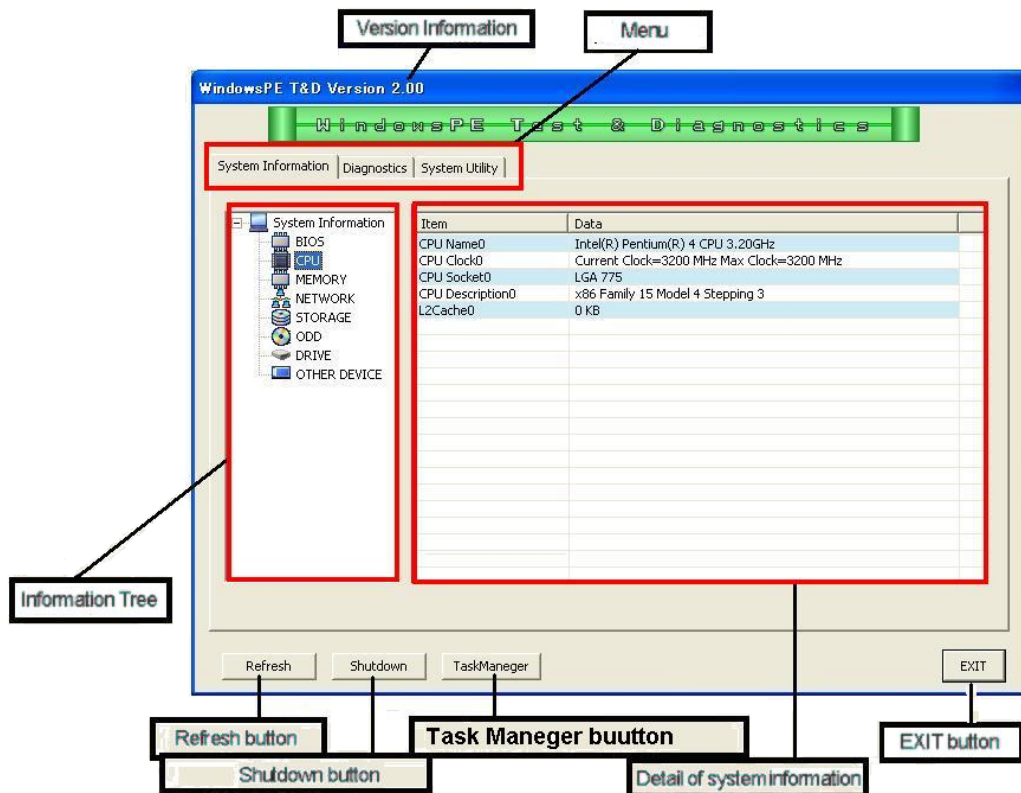 Version Information
Menu
WindowsPE T&D Version 2.00
WindowsPE Test & Diagnostics
System Information Diagnostics System Utility
System Information
BIOS
CPU
MEMORY
NETWORK
STORAGE
ODD
DRIVE
OTHER DEVICE
Item Data
CPU Name0 Intel(R) Pentium(R) 4 CPU 3.20GHz
CPU Clock0 Current Clock=3200 MHz Max Clock=3200 MHz
CPU Socket0 LGA 775
CPU Description0 x86 Family 15 Model 4 Stepping 3
L2Cache0 0 KB
Information Tree
Refresh Shutdown TaskManeger EXIT
Refresh button
Task Maneger buutton
EXIT button
Shutdown button
Detail of system information